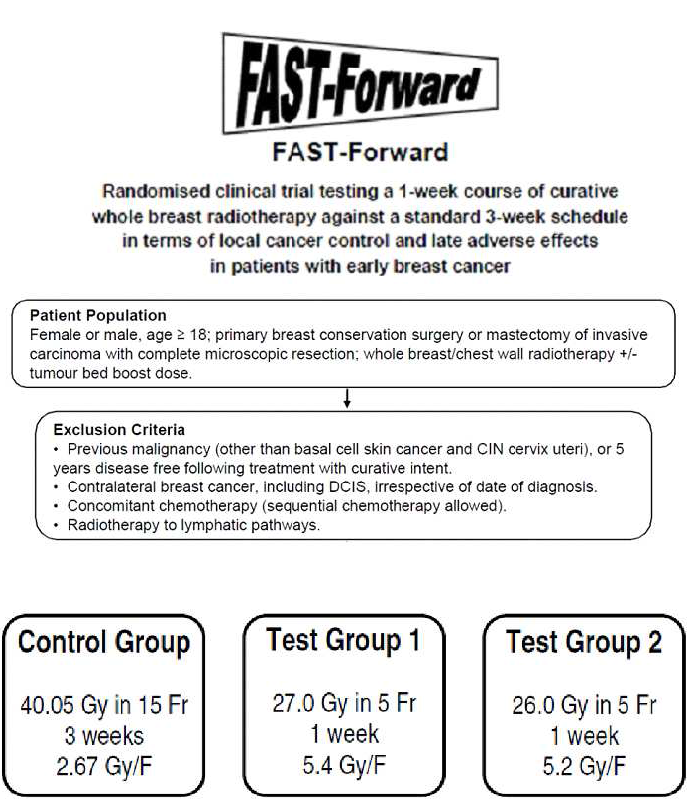 FAST-Forward
FAST-Forward
Randomised clinical trial testing a 1-week course of curative
whole breast radiotherapy against a standard 3-week schedule
in terms of local cancer control and late adverse effects
in patients with early breast cancer
Patient Population
Female or male, age ≥ 18; primary breast conservation surgery or mastectomy of invasive
carcinoma with complete microscopic resection; whole breast/chest wall radiotherapy +/-
tumour bed boost dose.
Exclusion Criteria
• Previous malignancy (other than basal cell skin cancer and CIN cervix uteri), or 5
years disease free following treatment with curative intent.
• Contralateral breast cancer, including DCIS, irrespective of date of diagnosis.
• Concomitant chemotherapy (sequential chemotherapy allowed).
• Radiotherapy to lymphatic pathways.
Control Group
40.05 Gy in 15 Fr
3 weeks
2.67 Gy/F
Test Group 1
27.0 Gy in 5 Fr
1 week
5.4 Gy/F
Test Group 2
26.0 Gy in 5 Fr
1 week
5.2 Gy/F